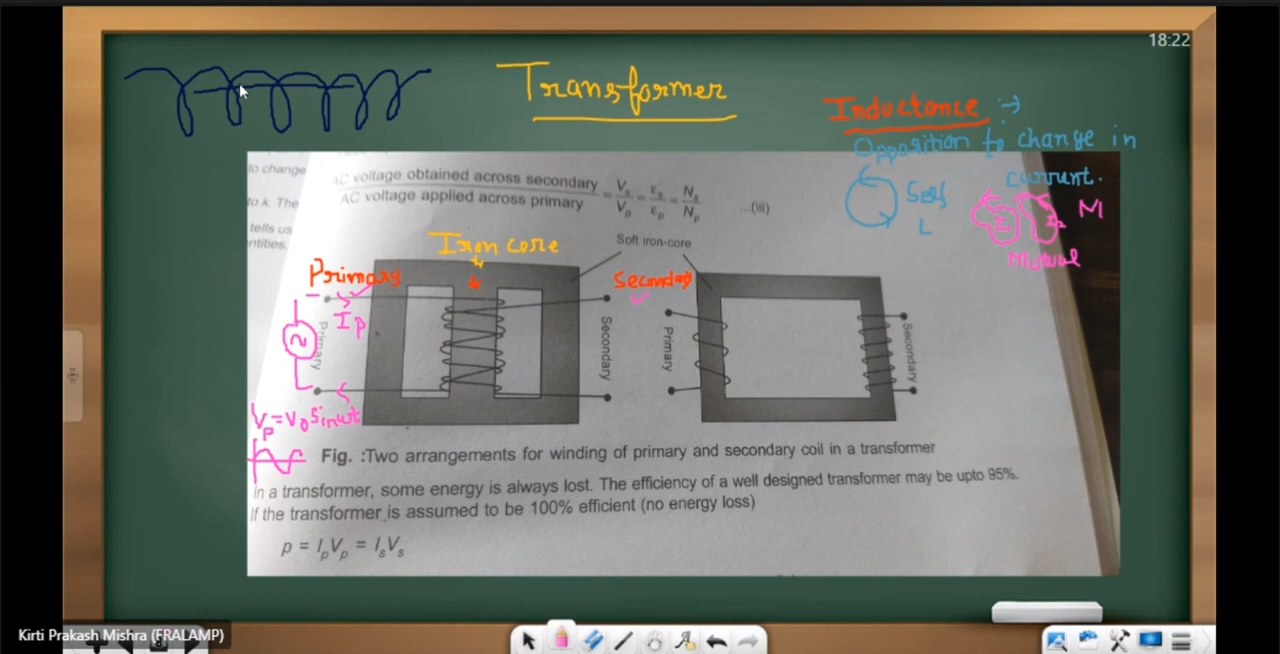 18:22
Transformer
Inductance :->
Opposition to change in
current.
Self
L
M
Mutual
to change
to k. The
tells us
ntities.
AC voltage obtained across secondary
AC voltage applied across primary
= Vs/Vp = εs/εp = Ns/Np ...(iii)
Iron core
Soft iron-core
Primary
Secondary
Ip
Primary
Secondary
Primary
Secondary
Vp = V0 sinωt
Fig. :Two arrangements for winding of primary and secondary coil in a transformer
In a transformer, some energy is always lost. The efficiency of a well designed transformer may be upto 95%.
If the transformer is assumed to be 100% efficient (no energy loss)
p = IpVp = IsVs
Kirti Prakash Mishra (FRALAMP)